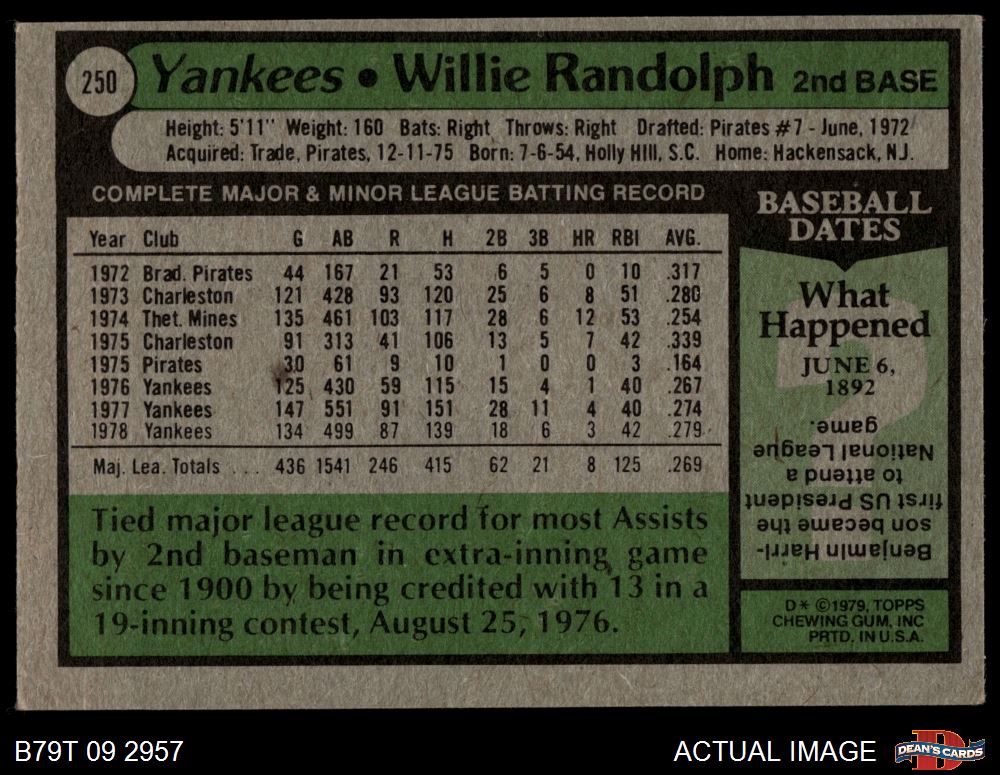 250 Yankees • Willie Randolph 2nd BASE
Height: 5'11" Weight: 160 Bats: Right Throws: Right Drafted: Pirates #7 - June, 1972
Acquired: Trade, Pirates, 12-11-75 Born: 7-6-54, Holly Hill, S.C. Home: Hackensack, N.J.
COMPLETE MAJOR & MINOR LEAGUE BATTING RECORD
Year Club G AB R H 2B 3B HR RBI AVG.
1972 Brad. Pirates 44 167 21 53 6 5 0 10 .317
1973 Charleston 121 428 93 120 25 6 8 51 .280
1974 Thet. Mines 135 461 103 117 28 6 12 53 .254
1975 Charleston 91 313 41 106 13 5 7 42 .339
1975 Pirates 30 61 9 10 1 0 0 3 .164
1976 Yankees 125 430 59 115 15 4 1 40 .267
1977 Yankees 147 551 91 151 28 11 4 40 .274
1978 Yankees 134 499 87 139 18 6 3 42 .279
Maj. Lea. Totals ... 436 1541 246 415 62 21 8 125 .269
Tied major league record for most Assists
by 2nd baseman in extra-inning game
since 1900 by being credited with 13 in a
19-inning contest, August 25, 1976.
BASEBALL
DATES
What
Happened
JUNE 6,
1892
?
Benjamin Harri-
son became the
first US President
to attend a
National League
game.
D* ©1979, TOPPS
CHEWING GUM, INC
PRTD. IN U.S.A.
B79T 09 2957
ACTUAL IMAGE
D
DEAN'S CARDS